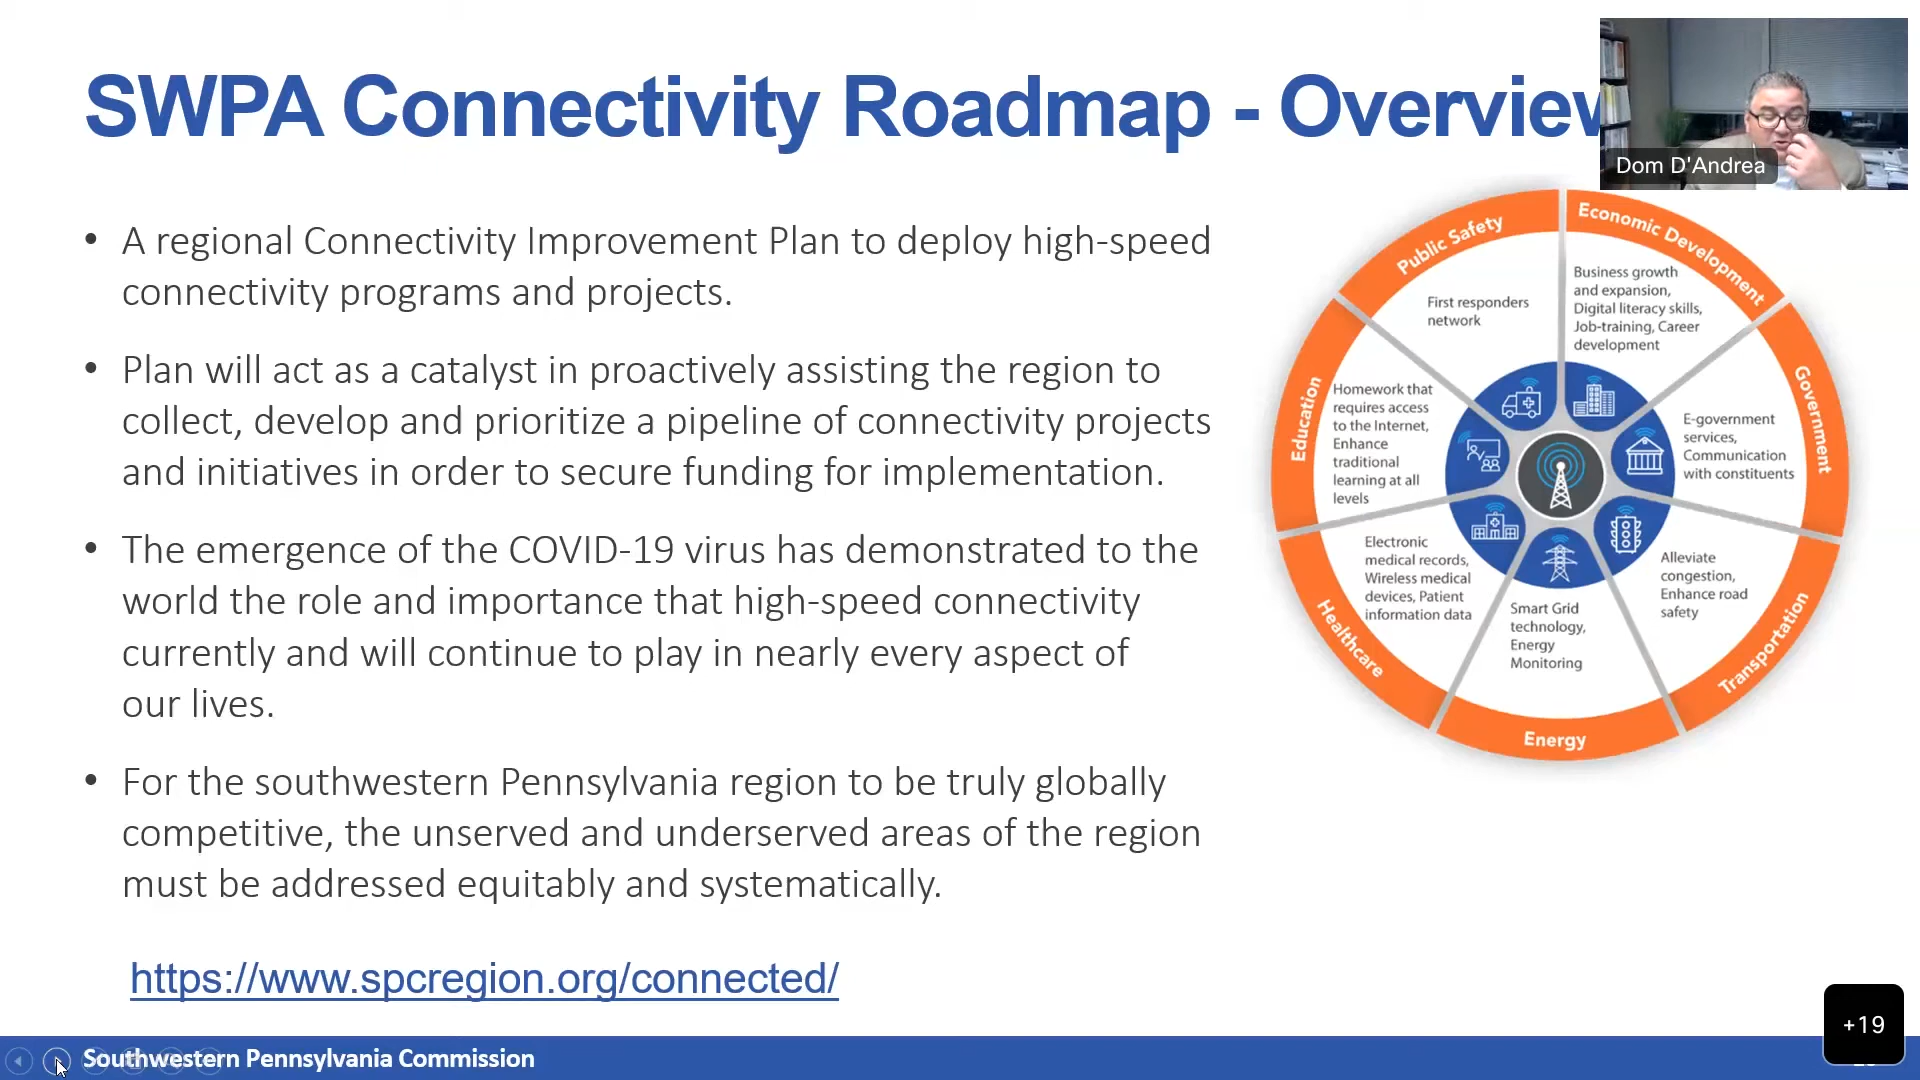 SWPA Connectivity Roadmap - Overview
Dom D'Andrea
• A regional Connectivity Improvement Plan to deploy high-speed
connectivity programs and projects.
• Plan will act as a catalyst in proactively assisting the region to
collect, develop and prioritize a pipeline of connectivity projects
and initiatives in order to secure funding for implementation.
• The emergence of the COVID-19 virus has demonstrated to the
world the role and importance that high-speed connectivity
currently and will continue to play in nearly every aspect of
our lives.
• For the southwestern Pennsylvania region to be truly globally
competitive, the unserved and underserved areas of the region
must be addressed equitably and systematically.
https://www.spcregion.org/connected/
Public Safety
First responders
network
Economic Development
Business growth
and expansion,
Digital literacy skills,
Job-training, Career
development
Government
E-government
services,
Communication
with constituents
Transportation
Alleviate
congestion,
Enhance road
safety
Energy
Smart Grid
technology,
Energy
Monitoring
Healthcare
Electronic
medical records,
Wireless medical
devices, Patient
information data
Education
Homework that
requires access
to the Internet,
Enhance
traditional
learning at all
levels
+19
Southwestern Pennsylvania Commission